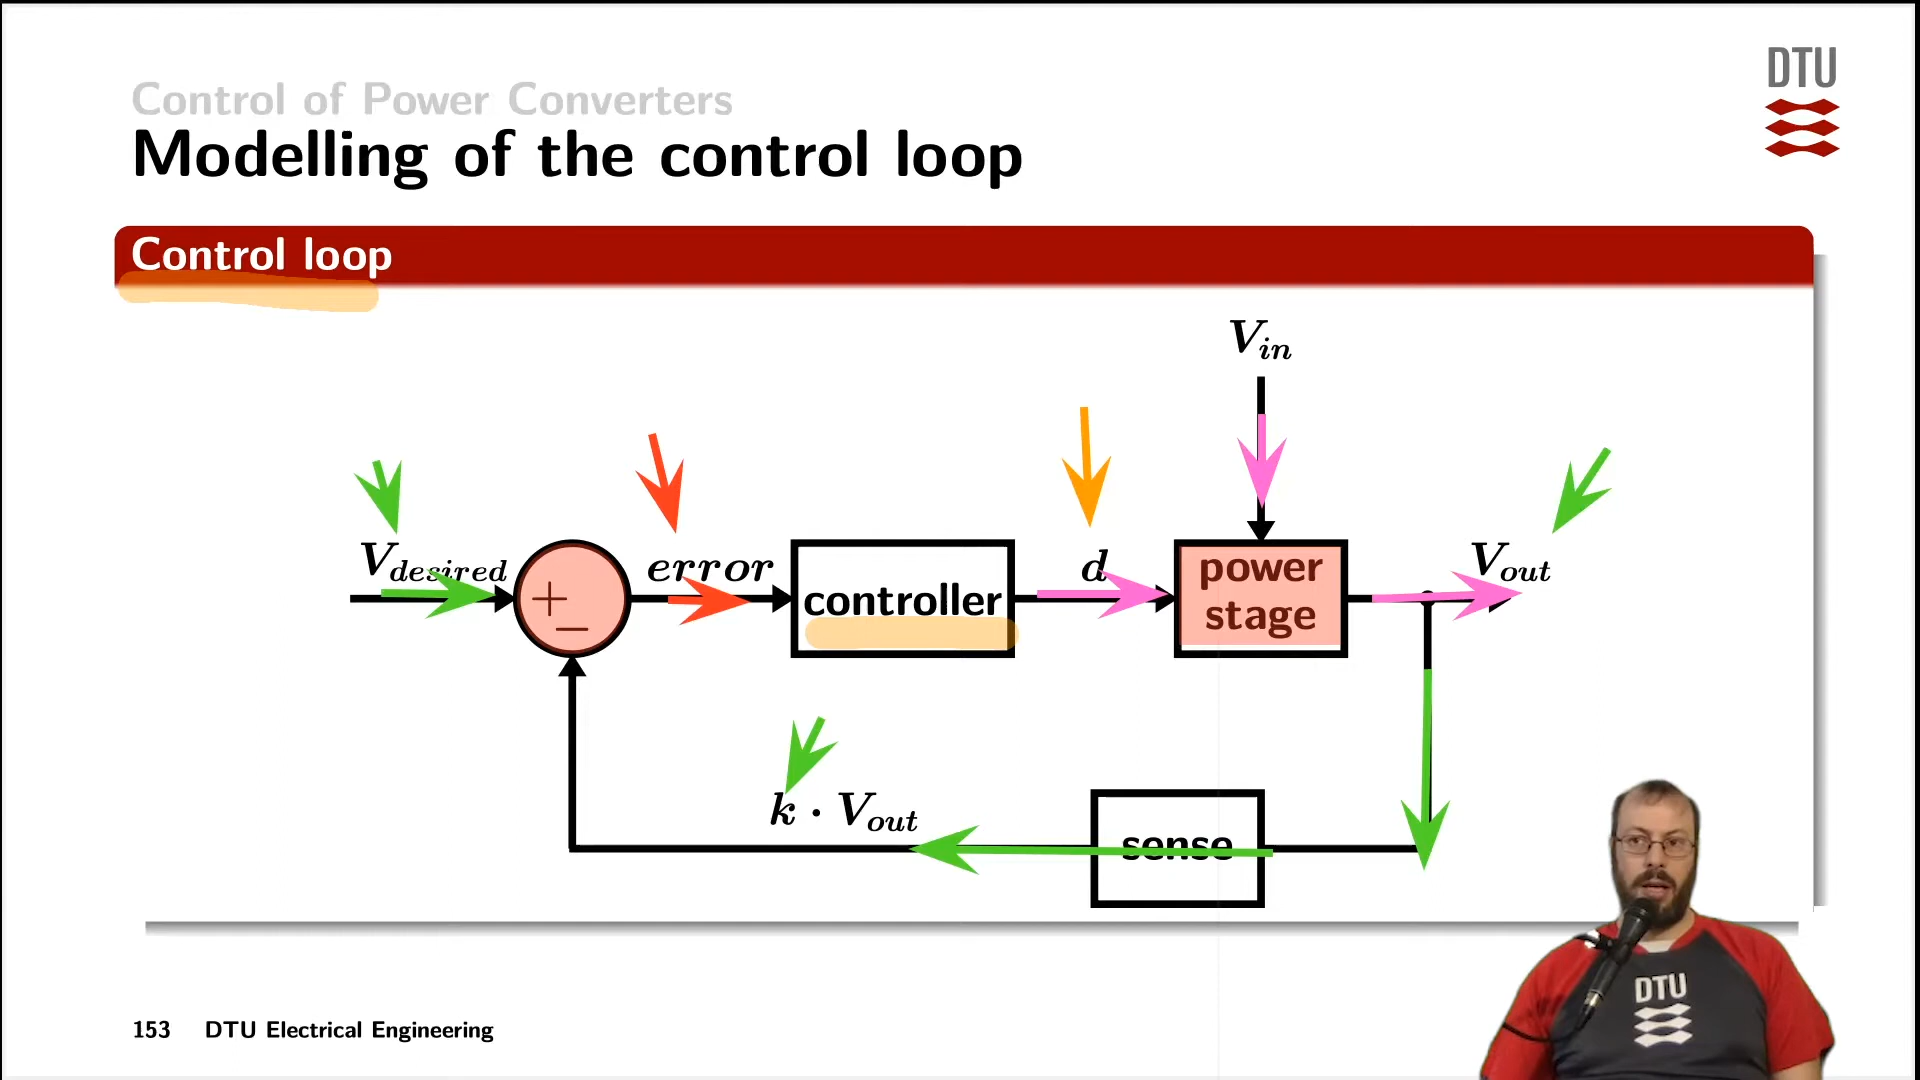 DTU
Control of Power Converters
Modelling of the control loop
Control loop
V_in
V_desired
+
−
error
controller
d
power
stage
V_out
k · V_out
sense
DTU
153 DTU Electrical Engineering